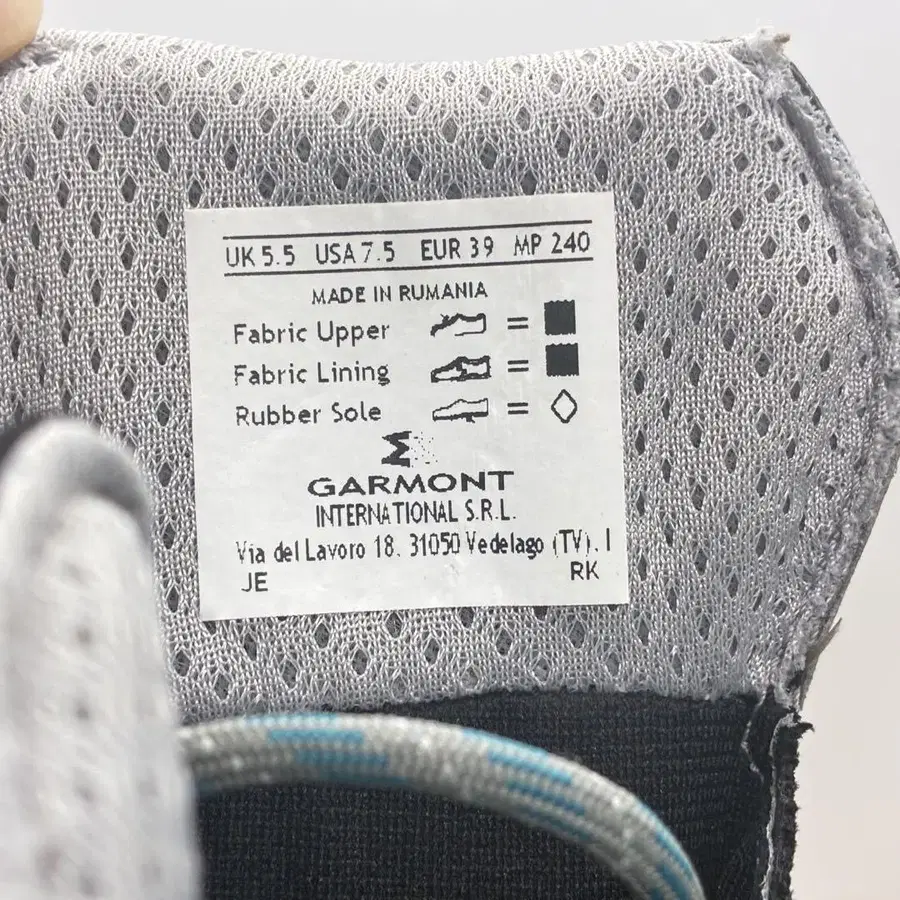 UK 5.5 USA 7.5 EUR 39 MP 240
MADE IN RUMANIA
Fabric Upper =
Fabric Lining =
Rubber Sole =
GARMONT
INTERNATIONAL S.R.L.
Via del Lavoro 18. 31050 Vedelago (TV). I
JE RK